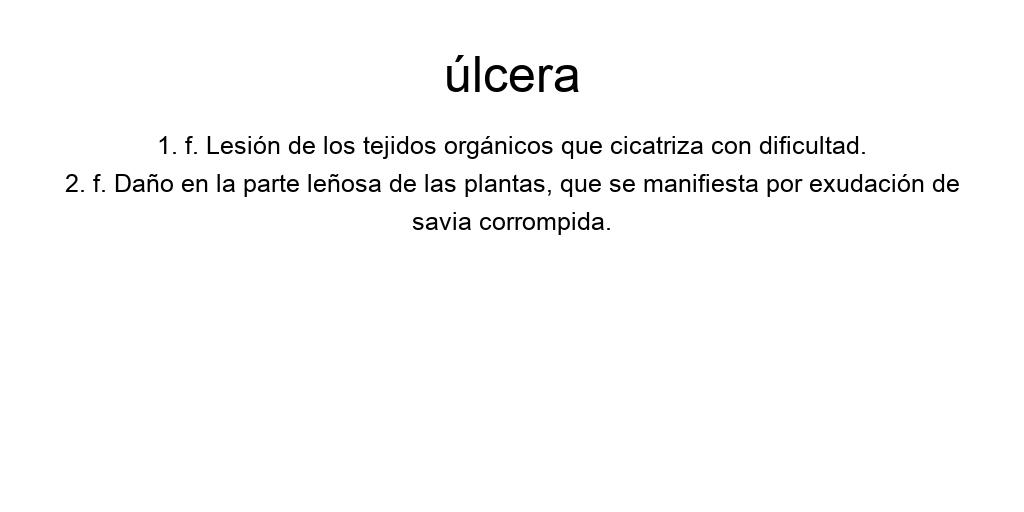 úlcera
1. f. Lesión de los tejidos orgánicos que cicatriza con dificultad.
2. f. Daño en la parte leñosa de las plantas, que se manifiesta por exudación de
savia corrompida.